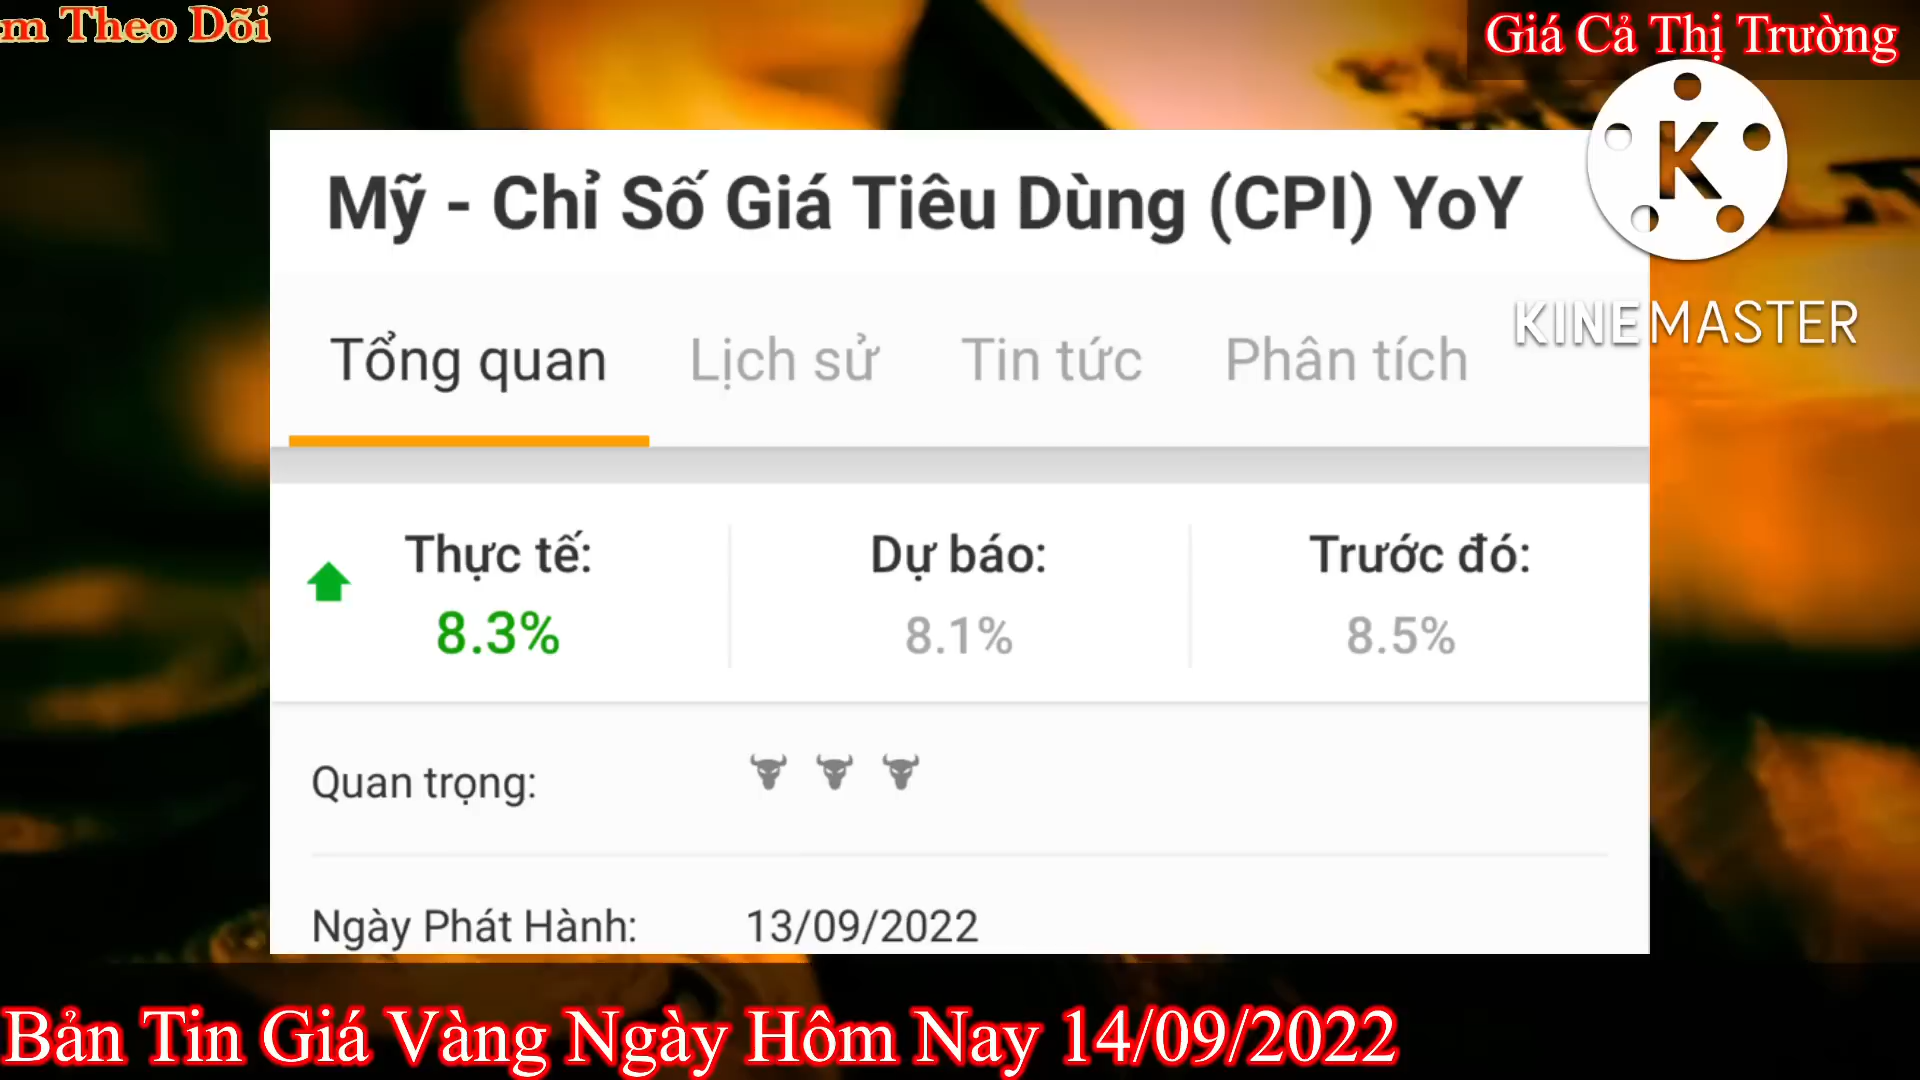 m Theo Dõi
Giá Cả Thị Trường
Mỹ - Chỉ Số Giá Tiêu Dùng (CPI) YoY
K
KINEMASTER
Tổng quan Lịch sử Tin tức Phân tích
Thực tế: Dự báo: Trước đó:
8.3% 8.1% 8.5%
Quan trọng:
Ngày Phát Hành: 13/09/2022
Bản Tin Giá Vàng Ngày Hôm Nay 14/09/2022